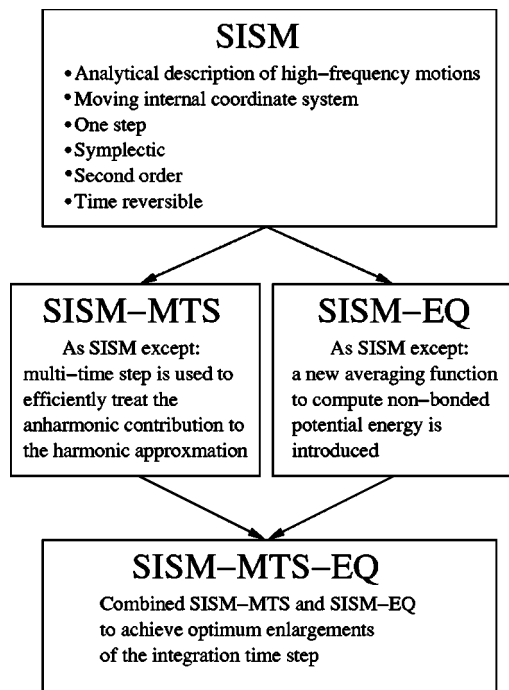 SISM
•Analytical description of high−frequency motions
•Moving internal coordinate system
•One step
•Symplectic
•Second order
•Time reversible
SISM−MTS
As SISM except:
multi−time step is used to
efficiently treat the
anharmonic contribution to
the harmonic approxmation
SISM−EQ
As SISM except:
a new averaging function
to compute non−bonded
potential energy is
introduced
SISM−MTS−EQ
Combined SISM−MTS and SISM−EQ
to achieve optimum enlargements
of the integration time step